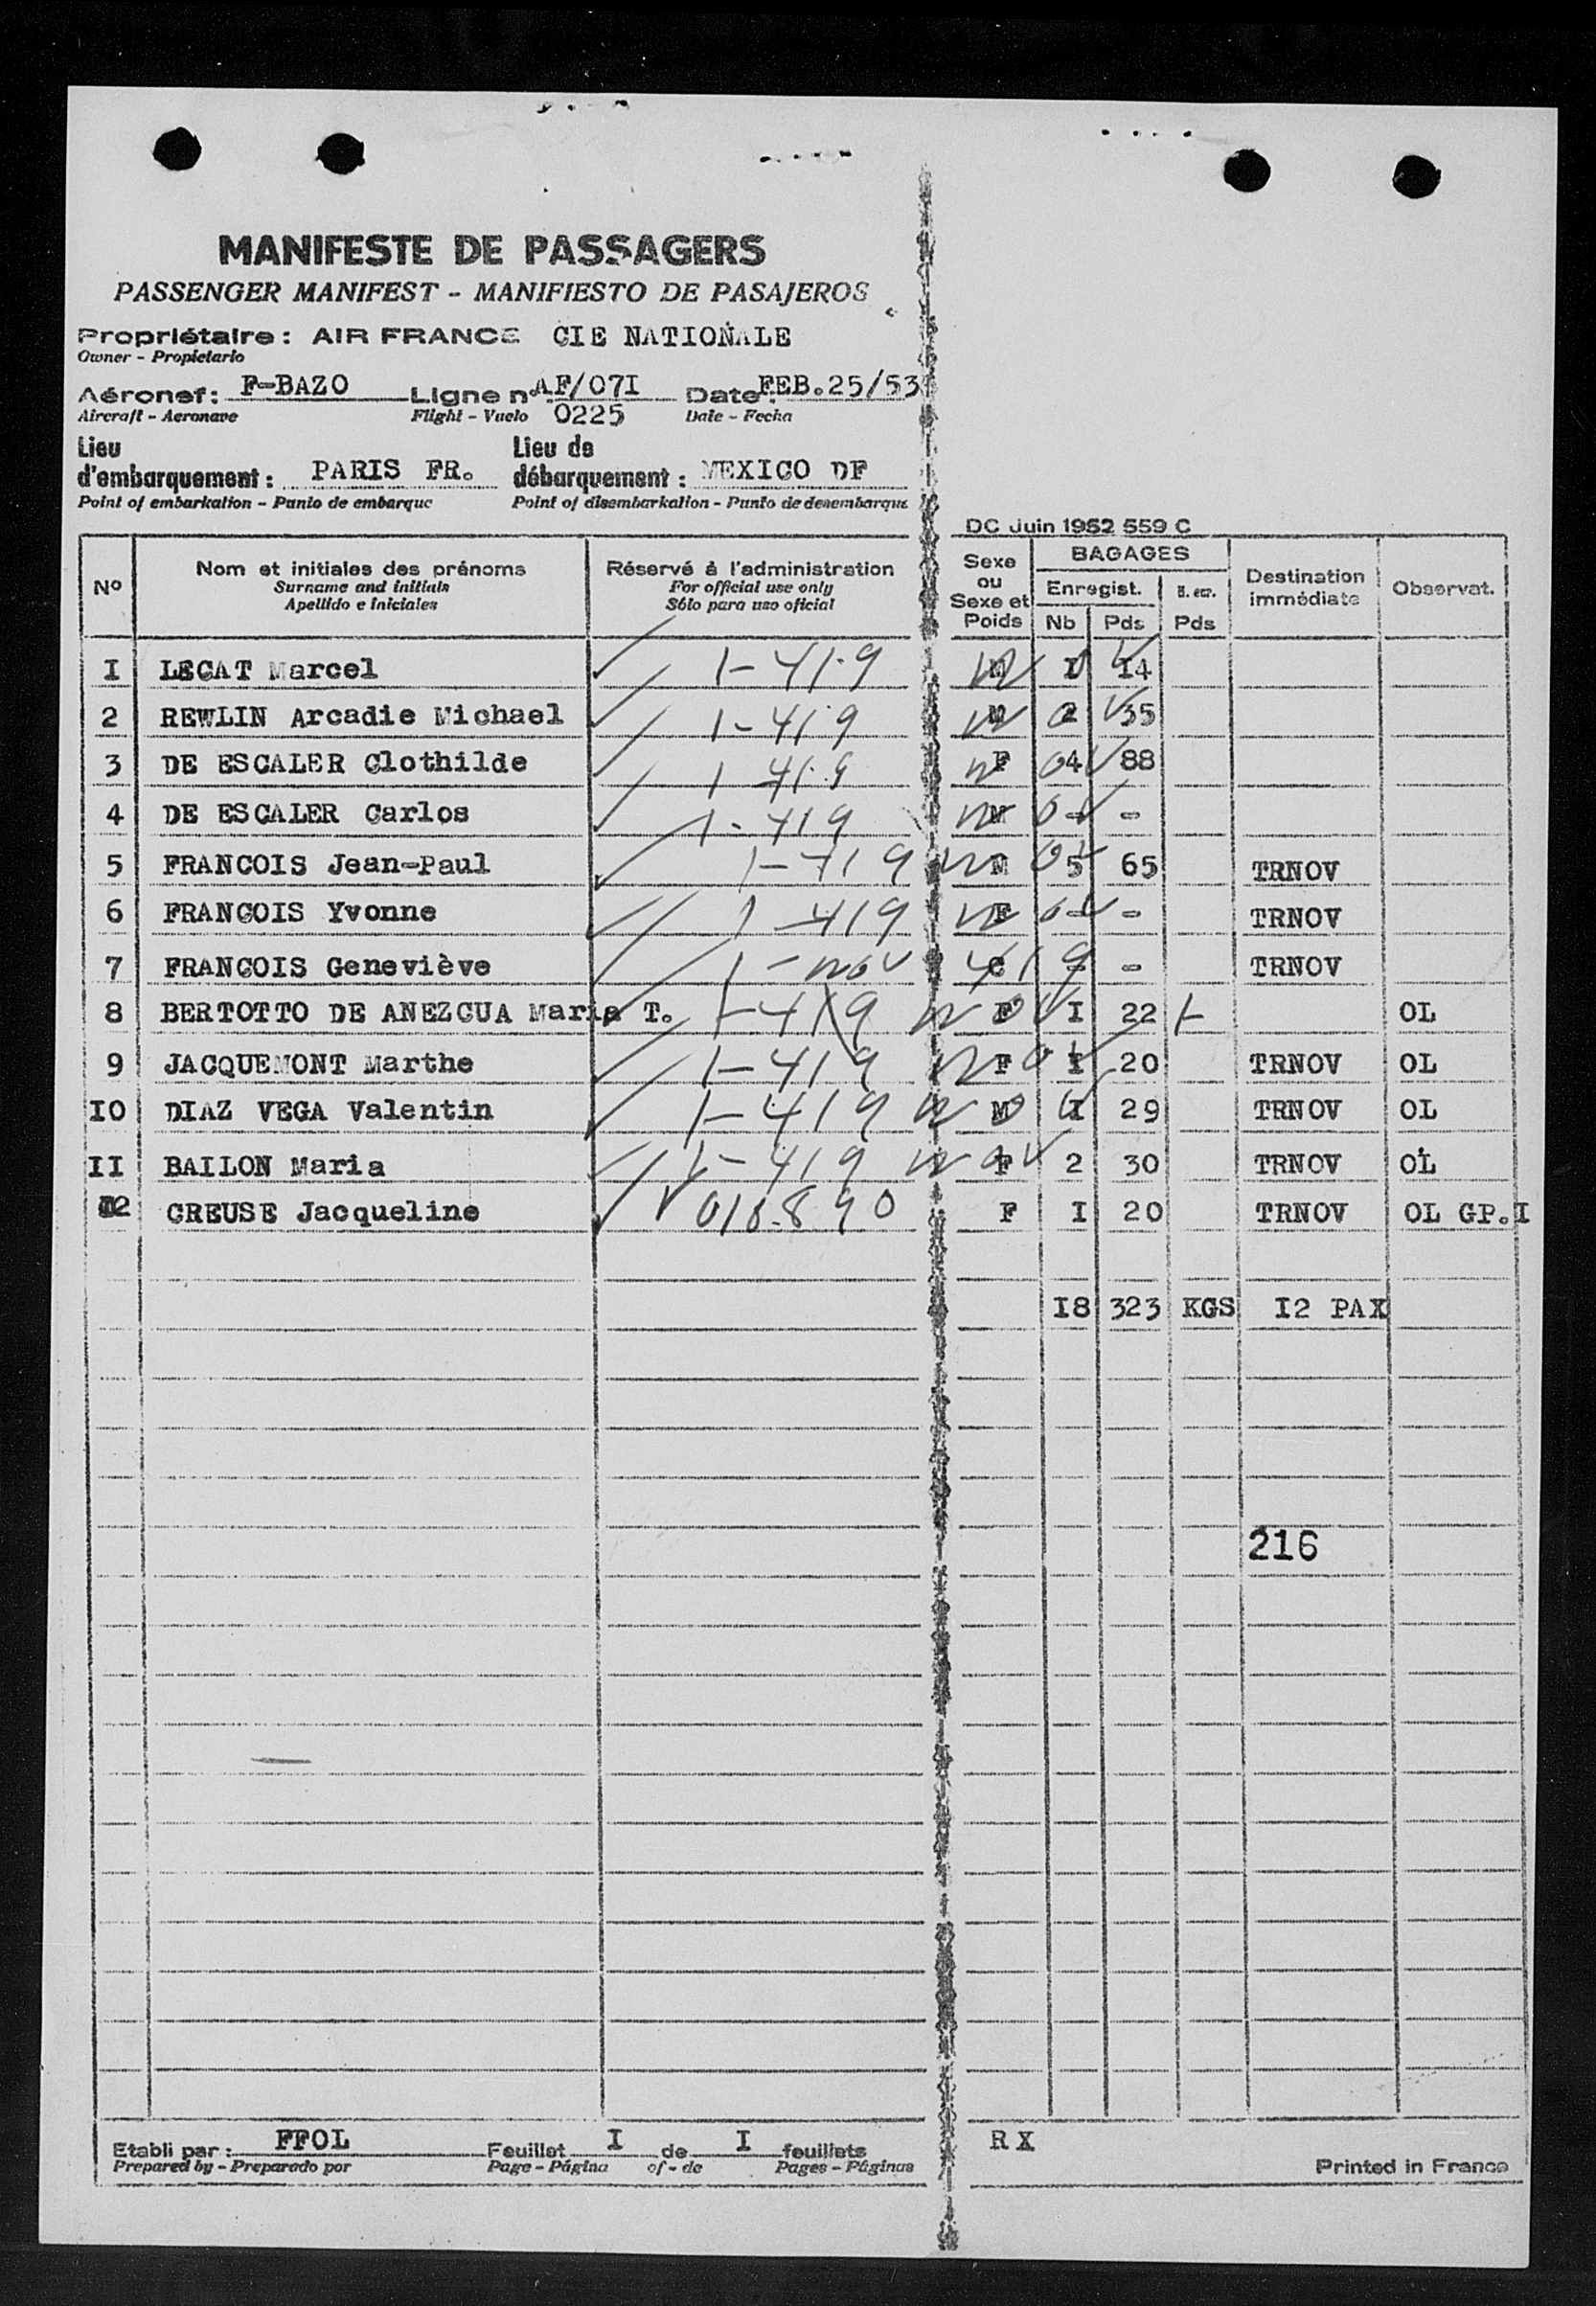 MANIFESTE DE PASSAGERS
PASSENGER MANIFEST - MANIFIESTO DE PASAJEROS
Propriétaire : AIR FRANCE CIE NATIONALE
Owner - Propietario
Aéronef : F-BAZO Ligne nº AF/07I Date : FEB.25/53
Aircraft - Aeronave Flight - Vuelo 0225 Date - Fecha
Lieu d'embarquement : PARIS FR. Lieu de débarquement : MEXICO DF
Point of embarkation - Punto de embarque Point of disembarkation - Punto de desembarque
DC Juin 1952 559 C
Nº Nom et initiales des prénoms Réservé à l'administration Sexe ou Sexe et Poids BAGAGES Destination immédiate Observat.
Surname and initials For official use only Enregist.
Apellido e iniciales Sólo para uso oficial Nb Pds Pds
I LECAT Marcel 1-419 M I I4
2 REWLIN Arcadie Michael 1-419 M 2 35
3 DE ESCALER Clothilde 1 419 F 4 88
4 DE ESCALER Carlos 1-419 M - -
5 FRANCOIS Jean-Paul 1-419 M 5 65 TRNOV
6 FRANCOIS Yvonne 1-419 F - - TRNOV
7 FRANCOIS Geneviève 1- 419 C - - TRNOV
8 BERTOTTO DE ANEZCUA Maria T. 1-419 F I 22 OL
9 JACQUEMONT Marthe 1-419 F I 20 TRNOV OL
I0 DIAZ VEGA Valentin 1-419 M I 29 TRNOV OL
II BAILON Maria 1-419 F 2 30 TRNOV OL
I2 CREUSE Jacqueline F I 20 TRNOV OL GP.I
I8 323 KGS I2 PAX
216
Etabli par : FFOL Feuillet I de I feuillets RX
Prepared by - Preparado por Page - Página of - de Pages - Páginas Printed in France